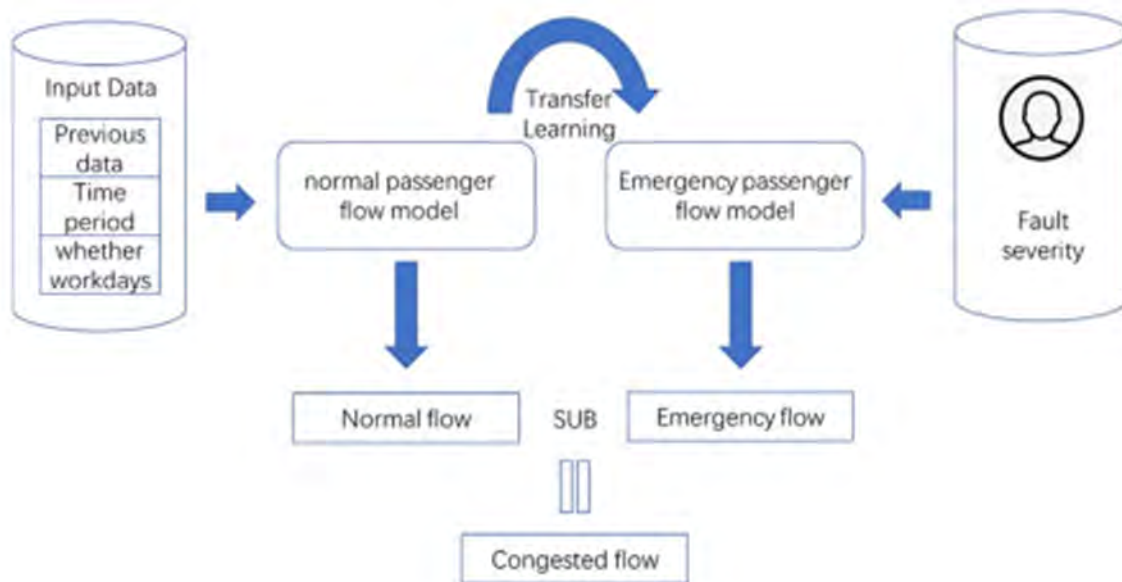 Input Data
Previous
data
Time
period
whether
workdays
Transfer
Learning
normal passenger
flow model
Emergency passenger
flow model
Fault
severity
Normal flow
SUB
Emergency flow
Congested flow